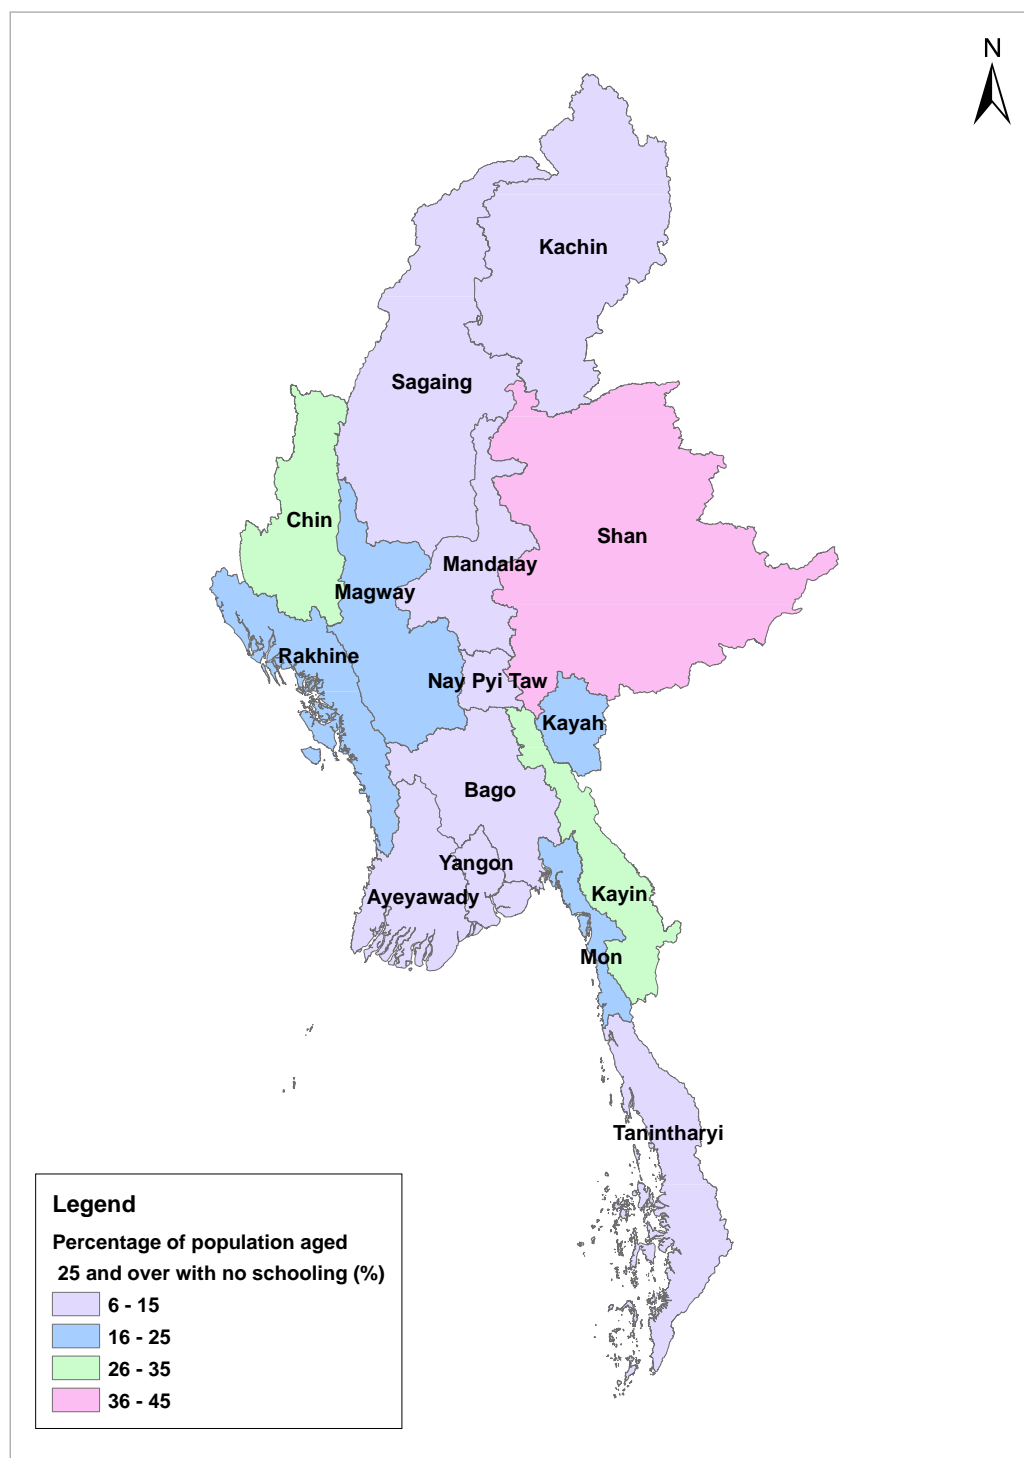 N
Kachin
Sagaing
Chin
Shan
Mandalay
Magway
Rakhine
Nay Pyi Taw
Kayah
Bago
Yangon
Kayin
Ayeyawady
Mon
Tanintharyi
Legend
Percentage of population aged
25 and over with no schooling (%)
6 - 15
16 - 25
26 - 35
36 - 45